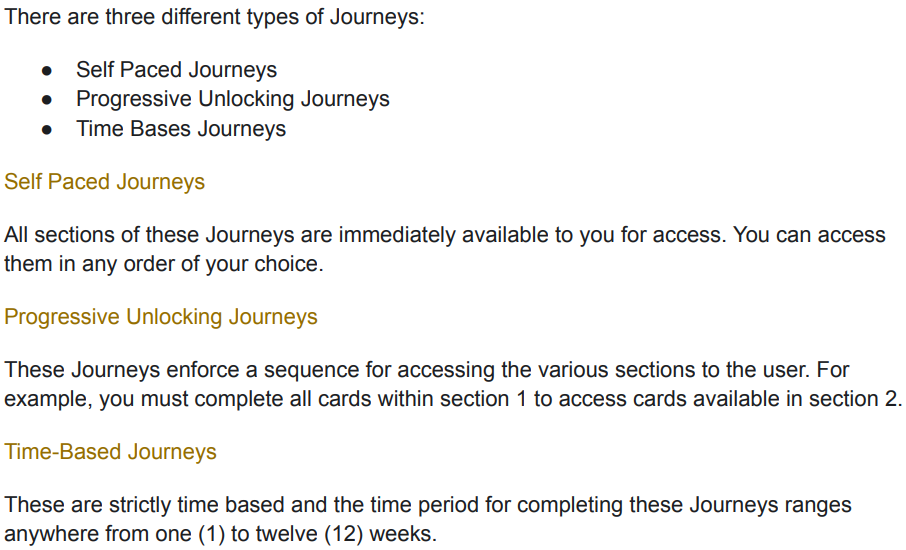 There are three different types of Journeys:
● Self Paced Journeys
● Progressive Unlocking Journeys
● Time Bases Journeys
Self Paced Journeys
All sections of these Journeys are immediately available to you for access. You can access
them in any order of your choice.
Progressive Unlocking Journeys
These Journeys enforce a sequence for accessing the various sections to the user. For
example, you must complete all cards within section 1 to access cards available in section 2.
Time-Based Journeys
These are strictly time based and the time period for completing these Journeys ranges
anywhere from one (1) to twelve (12) weeks.